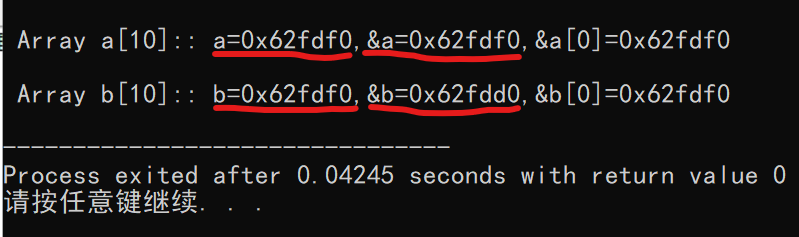 Array a[10]:: a=0x62fdf0,&a=0x62fdf0,&a[0]=0x62fdf0
Array b[10]:: b=0x62fdf0,&b=0x62fdd0,&b[0]=0x62fdf0
--------------------------------
Process exited after 0.04245 seconds with return value 0
请按任意键继续. . .